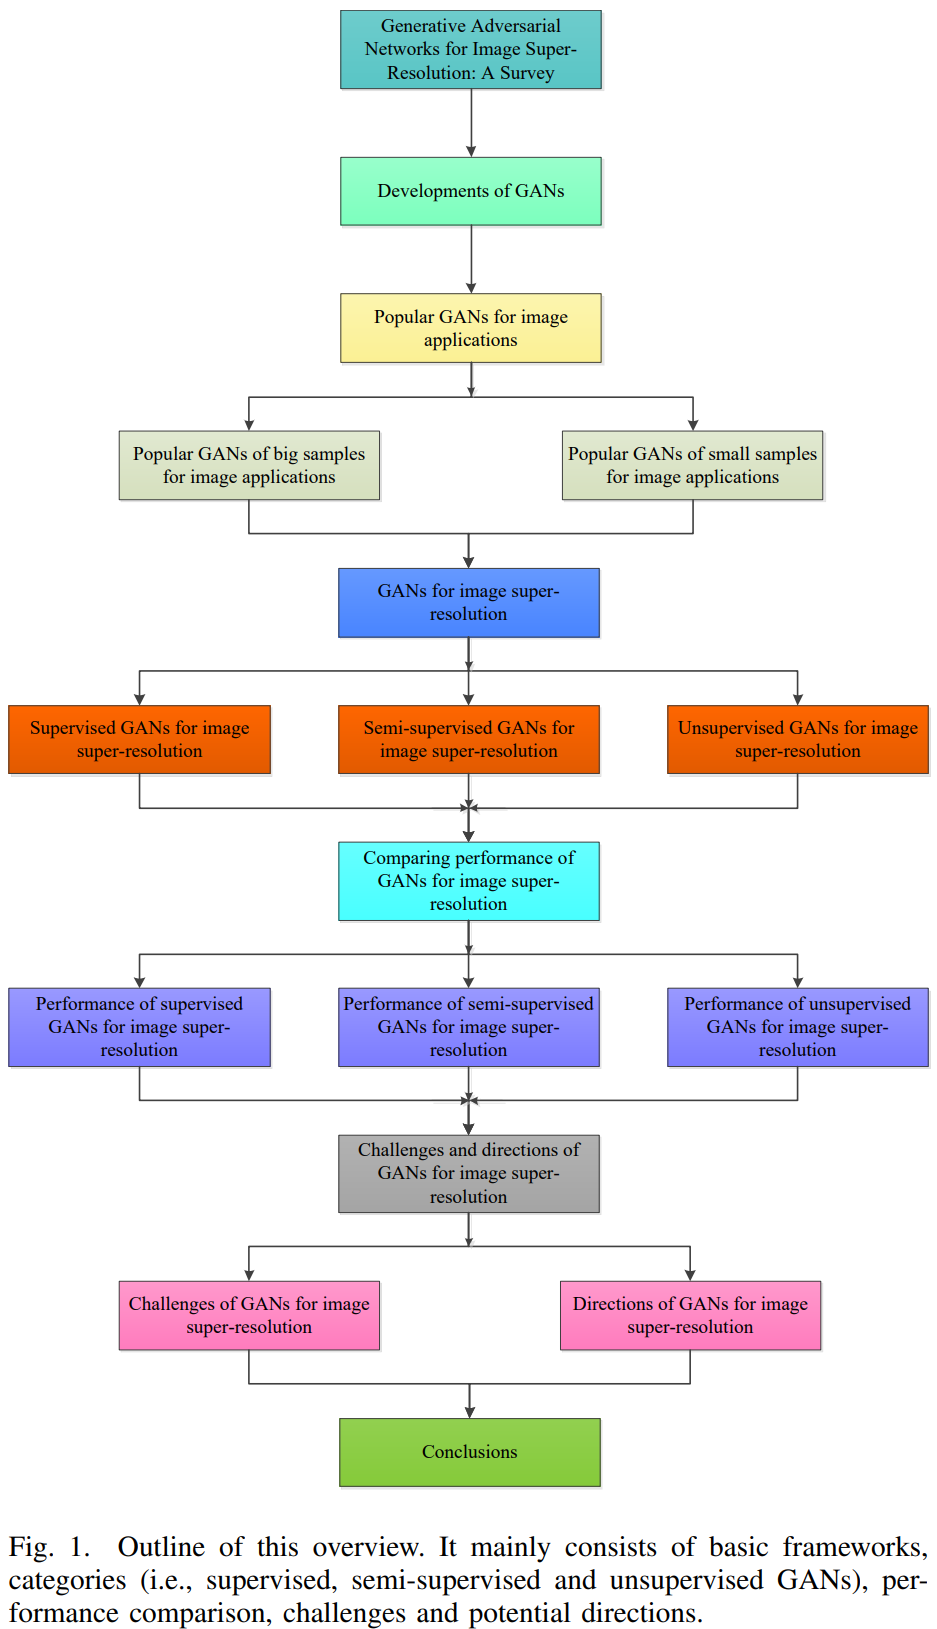 Generative Adversarial
Networks for Image Super-
Resolution: A Survey
Developments of GANs
Popular GANs for image
applications
Popular GANs of big samples
for image applications
Popular GANs of small samples
for image applications
GANs for image super-
resolution
Supervised GANs for image
super-resolution
Semi-supervised GANs for
image super-resolution
Unsupervised GANs for image
super-resolution
Comparing performance of
GANs for image super-
resolution
Performance of supervised
GANs for image super-
resolution
Performance of semi-supervised
GANs for image super-
resolution
Performance of unsupervised
GANs for image super-
resolution
Challenges and directions of
GANs for image super-
resolution
Challenges of GANs for image
super-resolution
Directions of GANs for image
super-resolution
Conclusions
Fig. 1. Outline of this overview. It mainly consists of basic frameworks,
categories (i.e., supervised, semi-supervised and unsupervised GANs), per-
formance comparison, challenges and potential directions.